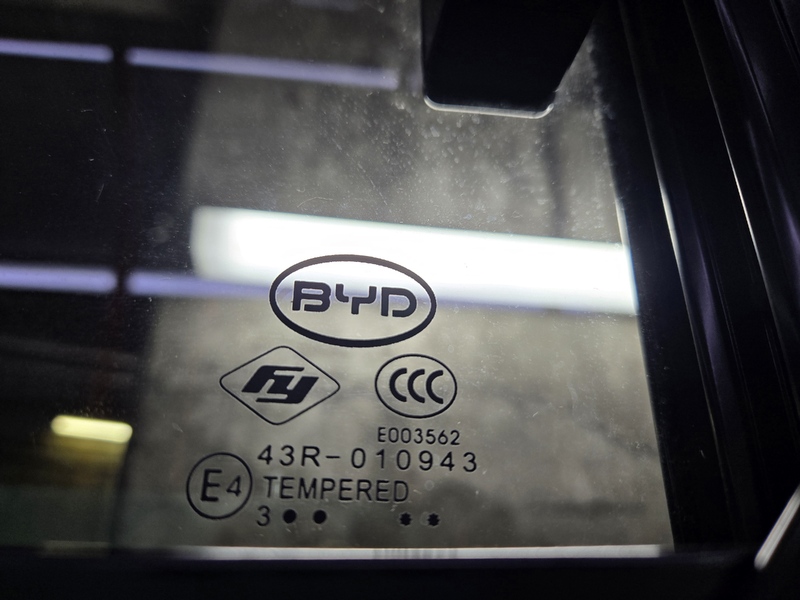 BYD
fy CCC
E003562
43R-010943
E4 TEMPERED
3 ●● **